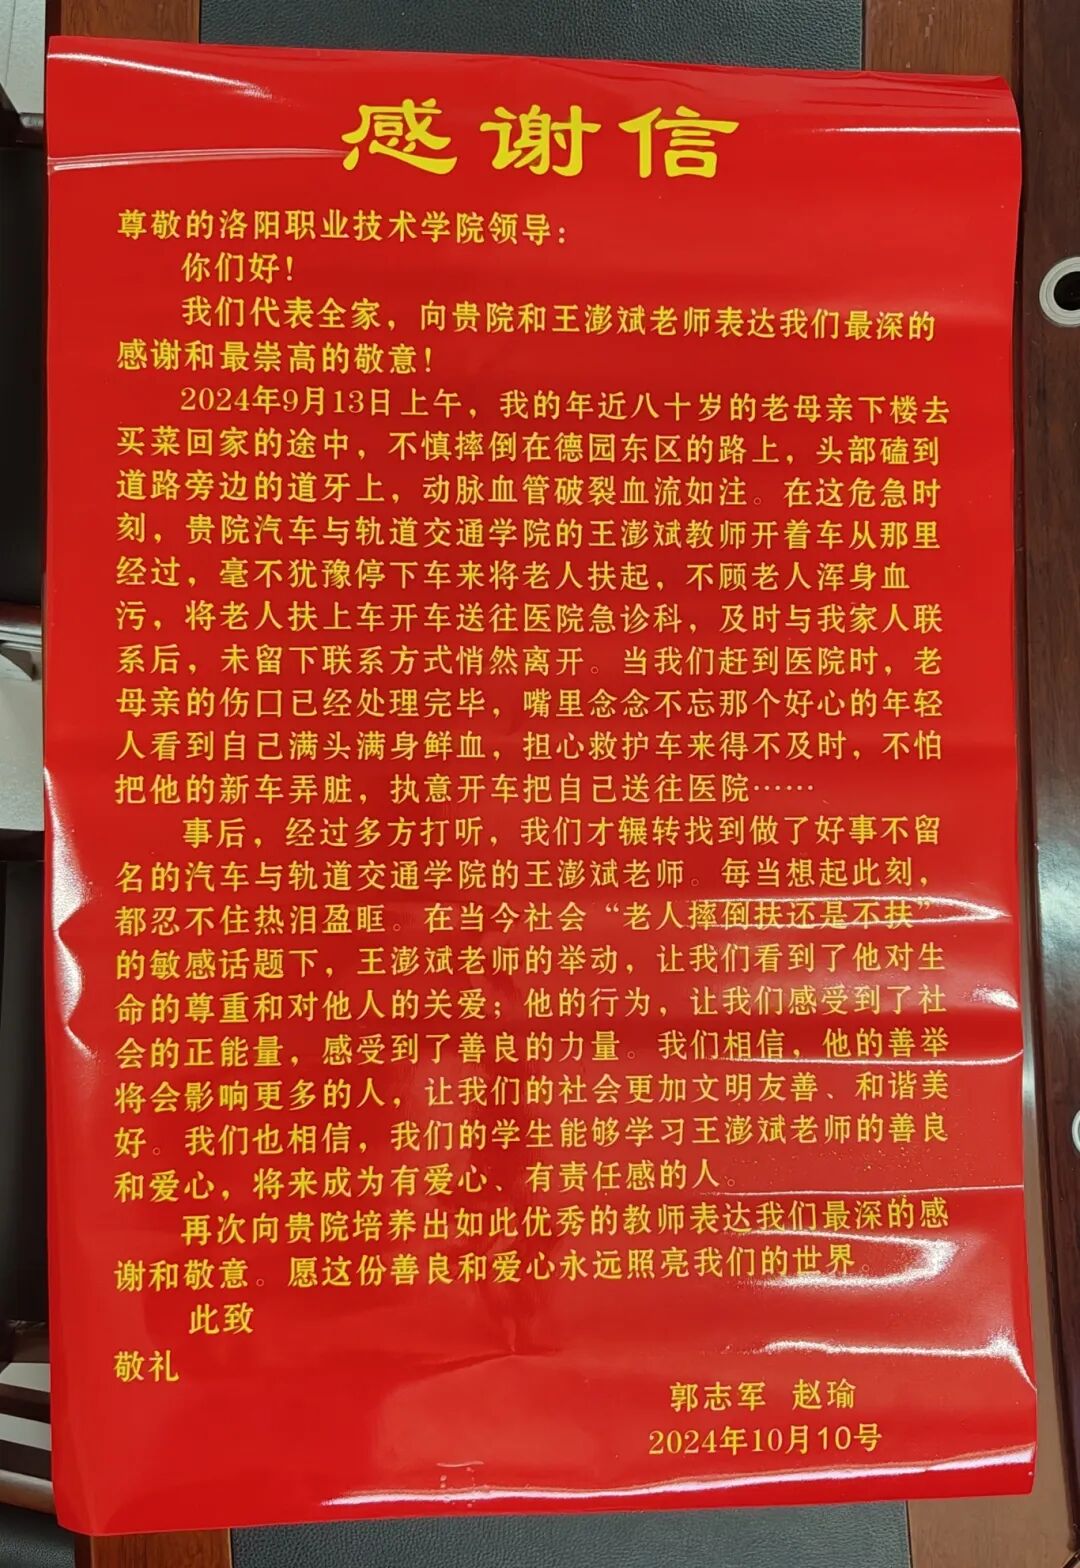 感谢信
尊敬的洛阳职业技术学院领导：
你们好！
我们代表全家，向贵院和王澎斌老师表达我们最深的
感谢和最崇高的敬意！
2024年9月13日上午，我的年近八十岁的老母亲下楼去
买菜回家的途中，不慎摔倒在德园东区的路上，头部磕到
道路旁边的道牙上，动脉血管破裂血流如注。在这危急时
刻，贵院汽车与轨道交通学院的王澎斌教师开着车从那里
经过，毫不犹豫停下车来将老人扶起，不顾老人浑身血
污，将老人扶上车开车送往医院急诊科，及时与我家人联
系后，未留下联系方式悄然离开。当我们赶到医院时，老
母亲的伤口已经处理完毕，嘴里念念不忘那个好心的年轻
人看到自己满头满身鲜血，担心救护车来得不及时，不怕
把他的新车弄脏，执意开车把自己送往医院……
事后，经过多方打听，我们才辗转找到做了好事不留
名的汽车与轨道交通学院的王澎斌老师。每当想起此刻，
都忍不住热泪盈眶。在当今社会“老人摔倒扶还是不扶”
的敏感话题下，王澎斌老师的举动，让我们看到了他对生
命的尊重和对他人的关爱；他的行为，让我们感受到了社
会的正能量，感受到了善良的力量。我们相信，他的善举
将会影响更多的人，让我们的社会更加文明友善、和谐美
好。我们也相信，我们的学生能够学习王澎斌老师的善良
和爱心，将来成为有爱心、有责任感的人。
再次向贵院培养出如此优秀的教师表达我们最深的感
谢和敬意。愿这份善良和爱心永远照亮我们的世界。
此致
敬礼
郭志军 赵瑜
2024年10月10号